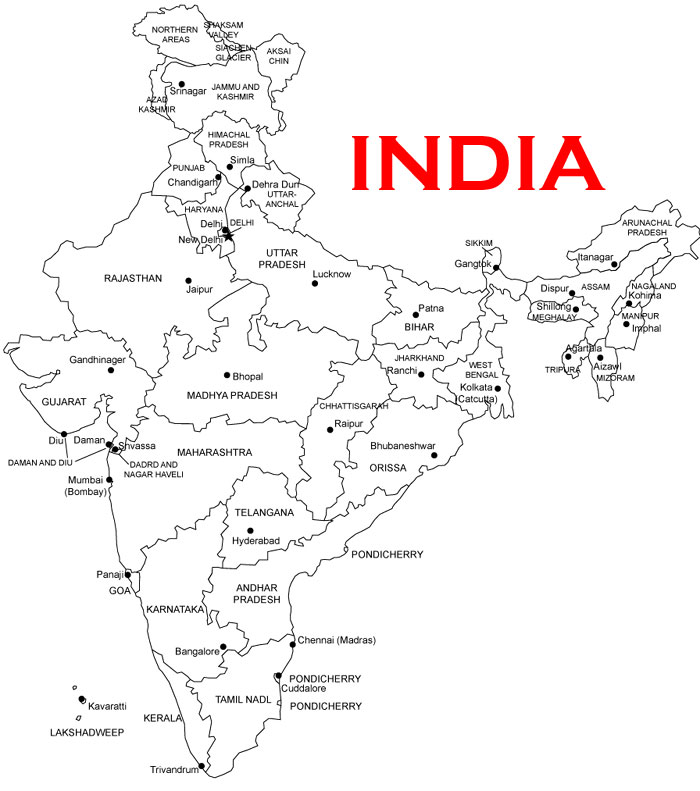 NORTHERN
AREAS
SHAKSAM
VALLEY
SIACHEN
GLACIER
AKSAI
CHIN
Srinagar
JAMMU AND
KASHMIR
AZAD
KASHMIR
INDIA
HIMACHAL
PRADESH
Simla
PUNJAB
Chandigarh
Dehra Dun
UTTAR-
ANCHAL
HARYANA
Delhi
DELHI
New Delhi
UTTAR
PRADESH
Lucknow
RAJASTHAN
Jaipur
SIKKIM
Gangtok
ARUNACHAL
PRADESH
Itanagar
Dispur
ASSAM
NAGALAND
Kohima
Shillong
MEGHALAY
MANIPUR
Imphal
Agartala
TRIPURA
Aizawl
MIZORAM
Patna
BIHAR
JHARKHAND
Ranchi
WEST
BENGAL
Kolkata
(Catcutta)
Gandhinager
GUJARAT
Bhopal
MADHYA PRADESH
CHHATTISGARAH
Raipur
Bhubaneshwar
ORISSA
Diu
Daman
Shvassa
DAMAN AND DIU
DADRD AND
NAGAR HAVELI
MAHARASHTRA
Mumbai
(Bombay)
TELANGANA
Hyderabad
PONDICHERRY
Panaji
GOA
KARNATAKA
ANDHAR
PRADESH
Bangalore
Chennai (Madras)
PONDICHERRY
Cuddalore
TAMIL NADL
PONDICHERRY
Kavaratti
LAKSHADWEEP
KERALA
Trivandrum